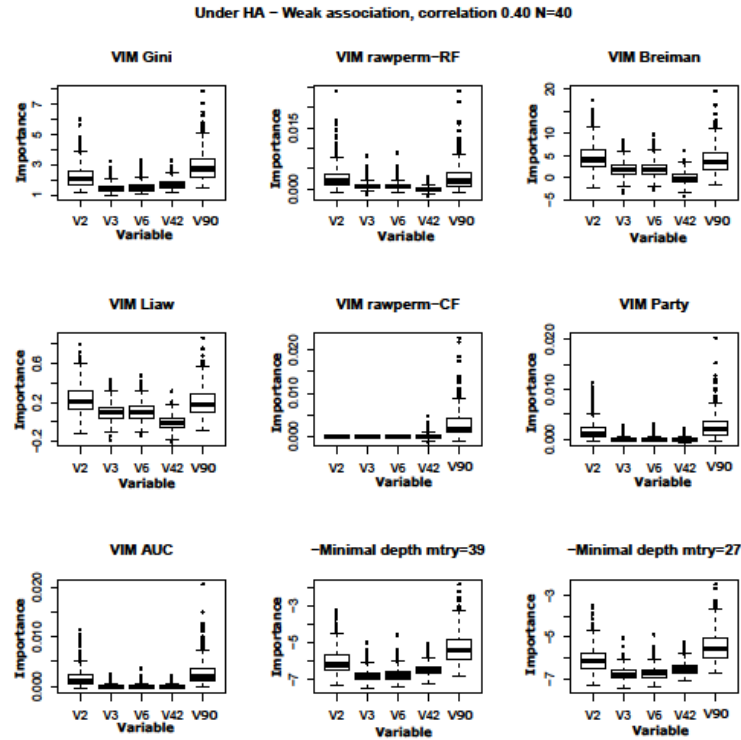 Under HA – Weak association, correlation 0.40 N=40
VIM Gini
VIM rawperm-RF
VIM Breiman
Importance
1 3 5 7
V2 V3 V6 V42 V90
Variable
Importance
0.000 0.015
V2 V3 V6 V42 V90
Variable
Importance
-5 0 5 10 20
V2 V3 V6 V42 V90
Variable
VIM Liaw
VIM rawperm-CF
VIM Party
Importance
-0.2 0.2 0.6
V2 V3 V6 V42 V90
Variable
Importance
0.000 0.010 0.020
V2 V3 V6 V42 V90
Variable
Importance
0.000 0.010 0.020
V2 V3 V6 V42 V90
Variable
VIM AUC
-Minimal depth mtry=39
-Minimal depth mtry=27
Importance
0.000 0.010 0.020
V2 V3 V6 V42 V90
Variable
Importance
-7 -5 -3
V2 V3 V6 V42 V90
Variable
Importance
-7 -5 -3
V2 V3 V6 V42 V90
Variable